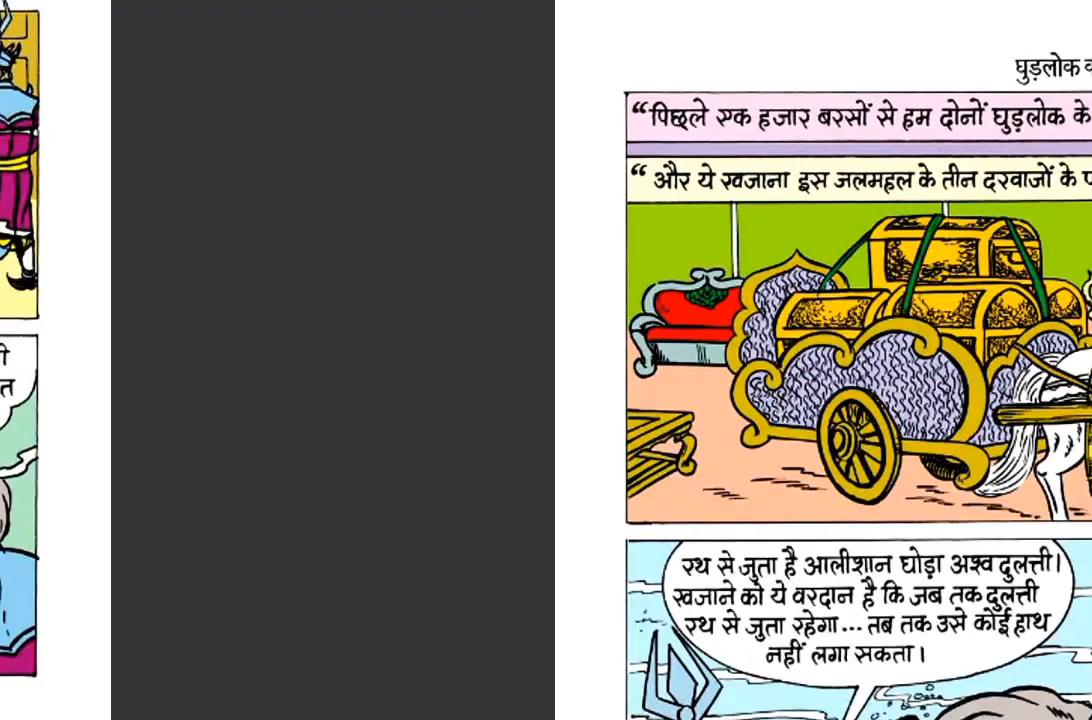 ी
त
घुड़लोक
“पिछले एक हजार बरसों से हम दोनों घुड़लोक के
“और ये खजाना इस जलमहल के तीन दरवाजों के
रथ से जुता है आलीशान घोड़ा अश्व दुलत्ती।
खजाने को ये वरदान है कि जब तक दुलत्ती
रथ से जुता रहेगा... तब तक उसे कोई हाथ
नहीं लगा सकता।